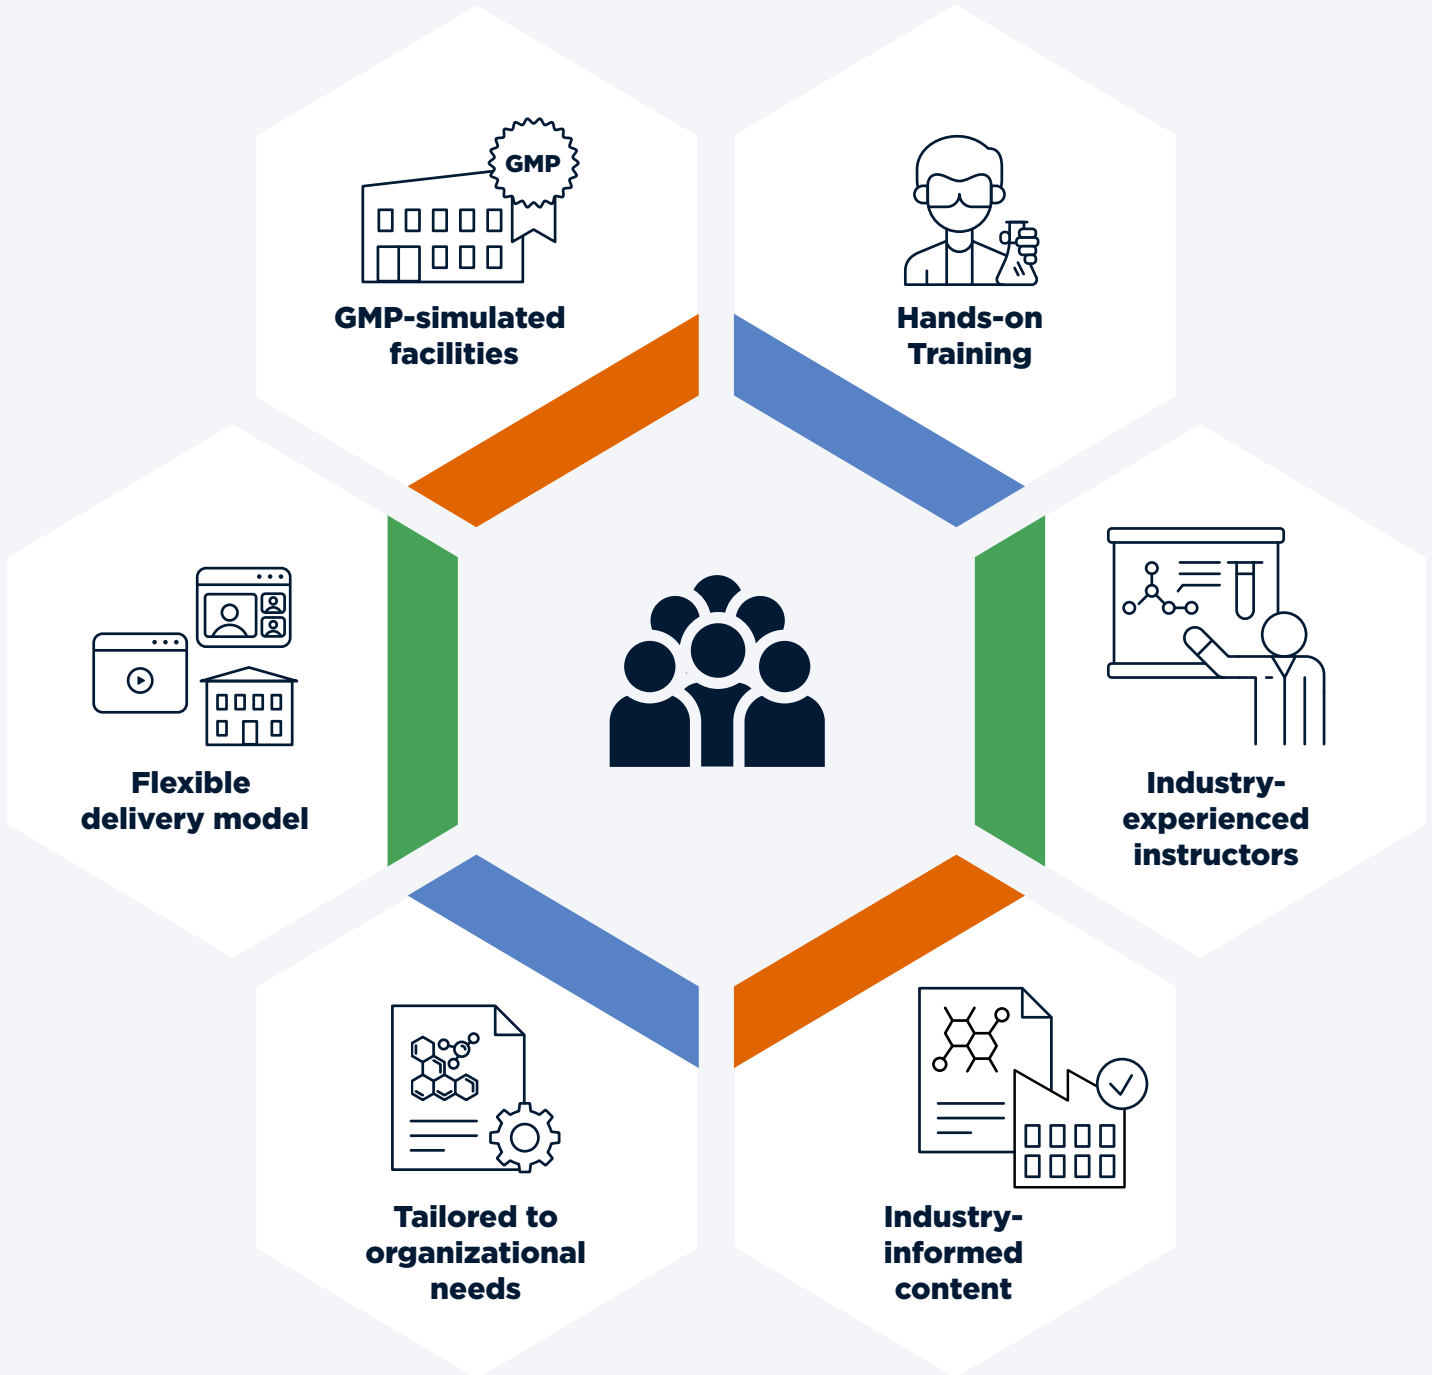 GMP
GMP-simulated
facilities
Hands-on
Training
Flexible
delivery model
Industry-
experienced
instructors
Tailored to
organizational
needs
Industry-
informed
content